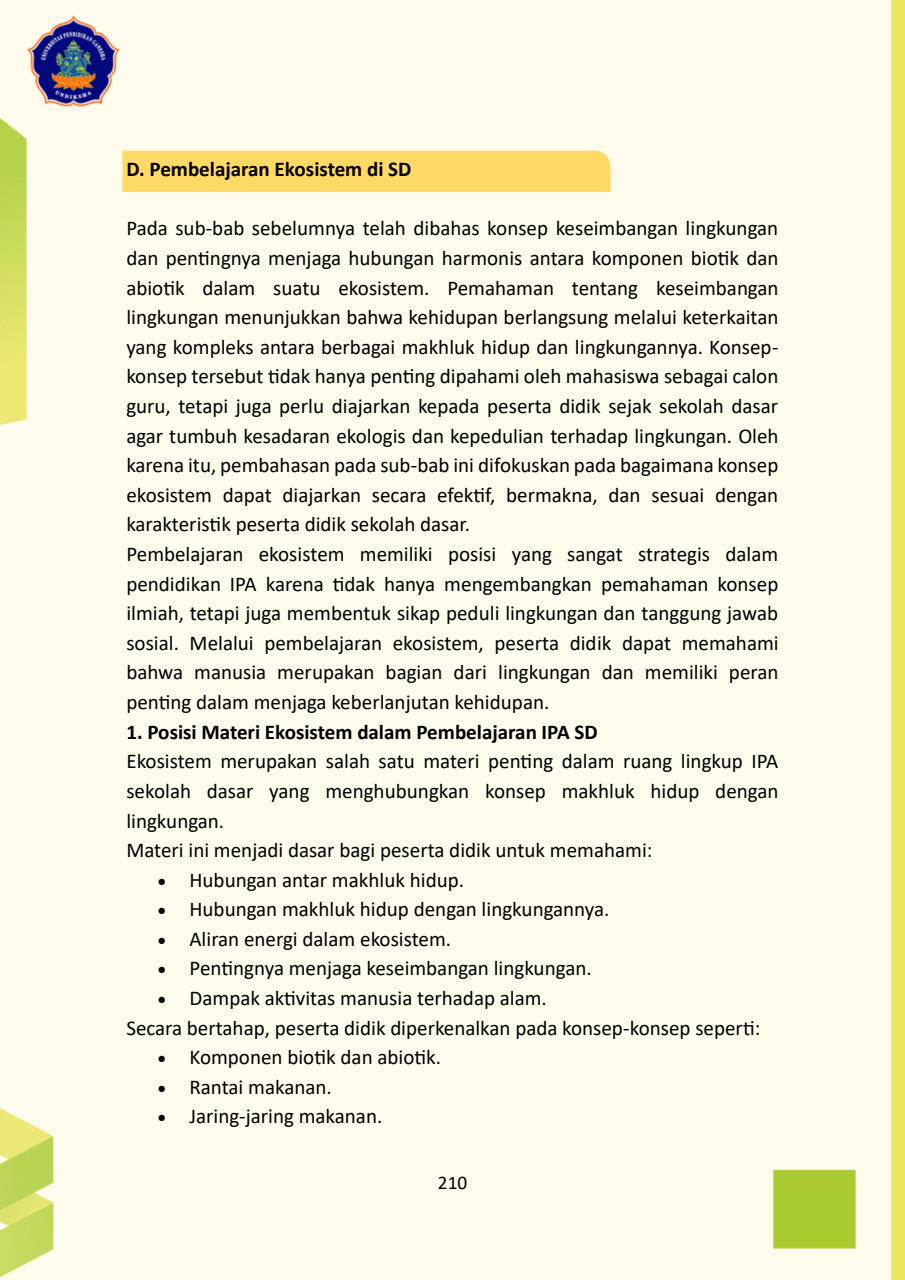 UNIVERSITAS PENDIDIKAN GANESHA
UNDIKSHA
D. Pembelajaran Ekosistem di SD
Pada sub-bab sebelumnya telah dibahas konsep keseimbangan lingkungan
dan pentingnya menjaga hubungan harmonis antara komponen biotik dan
abiotik dalam suatu ekosistem. Pemahaman tentang keseimbangan
lingkungan menunjukkan bahwa kehidupan berlangsung melalui keterkaitan
yang kompleks antara berbagai makhluk hidup dan lingkungannya. Konsep-
konsep tersebut tidak hanya penting dipahami oleh mahasiswa sebagai calon
guru, tetapi juga perlu diajarkan kepada peserta didik sejak sekolah dasar
agar tumbuh kesadaran ekologis dan kepedulian terhadap lingkungan. Oleh
karena itu, pembahasan pada sub-bab ini difokuskan pada bagaimana konsep
ekosistem dapat diajarkan secara efektif, bermakna, dan sesuai dengan
karakteristik peserta didik sekolah dasar.
Pembelajaran ekosistem memiliki posisi yang sangat strategis dalam
pendidikan IPA karena tidak hanya mengembangkan pemahaman konsep
ilmiah, tetapi juga membentuk sikap peduli lingkungan dan tanggung jawab
sosial. Melalui pembelajaran ekosistem, peserta didik dapat memahami
bahwa manusia merupakan bagian dari lingkungan dan memiliki peran
penting dalam menjaga keberlanjutan kehidupan.
1. Posisi Materi Ekosistem dalam Pembelajaran IPA SD
Ekosistem merupakan salah satu materi penting dalam ruang lingkup IPA
sekolah dasar yang menghubungkan konsep makhluk hidup dengan
lingkungan.
Materi ini menjadi dasar bagi peserta didik untuk memahami:
• Hubungan antar makhluk hidup.
• Hubungan makhluk hidup dengan lingkungannya.
• Aliran energi dalam ekosistem.
• Pentingnya menjaga keseimbangan lingkungan.
• Dampak aktivitas manusia terhadap alam.
Secara bertahap, peserta didik diperkenalkan pada konsep-konsep seperti:
• Komponen biotik dan abiotik.
• Rantai makanan.
• Jaring-jaring makanan.
210